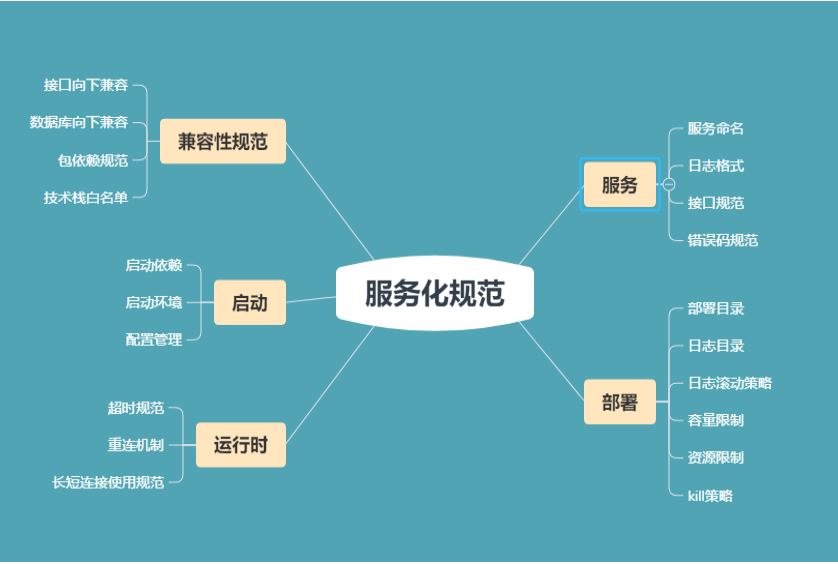 服务化规范
兼容性规范
接口向下兼容
数据库向下兼容
包依赖规范
技术栈白名单
启动
启动依赖
启动环境
配置管理
运行时
超时规范
重连机制
长短连接使用规范
服务
服务命名
日志格式
接口规范
错误码规范
部署
部署目录
日志目录
日志滚动策略
容量限制
资源限制
kill策略